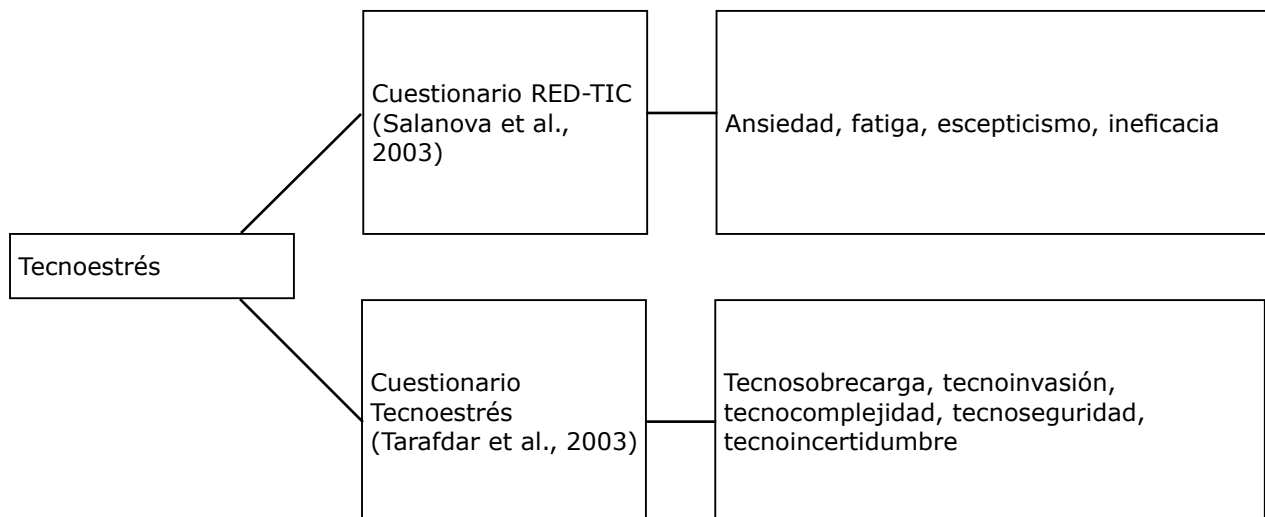 Cuestionario RED-TIC
(Salanova et al.,
2003)
Ansiedad, fatiga, escepticismo, ineficacia
Tecnoestrés
Cuestionario
Tecnoestrés
(Tarafdar et al., 2003)
Tecnosobrecarga, tecnoinvasión,
tecnocomplejidad, tecnoseguridad,
tecnoincertidumbre